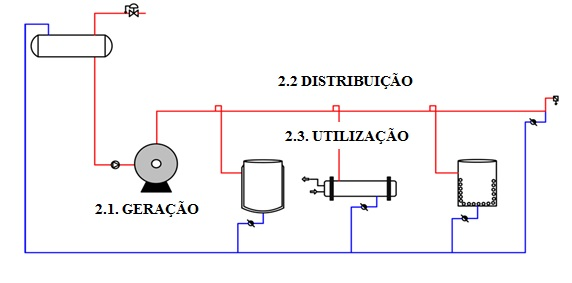 2.2 DISTRIBUIÇÃO
2.3. UTILIZAÇÃO
2.1. GERAÇÃO